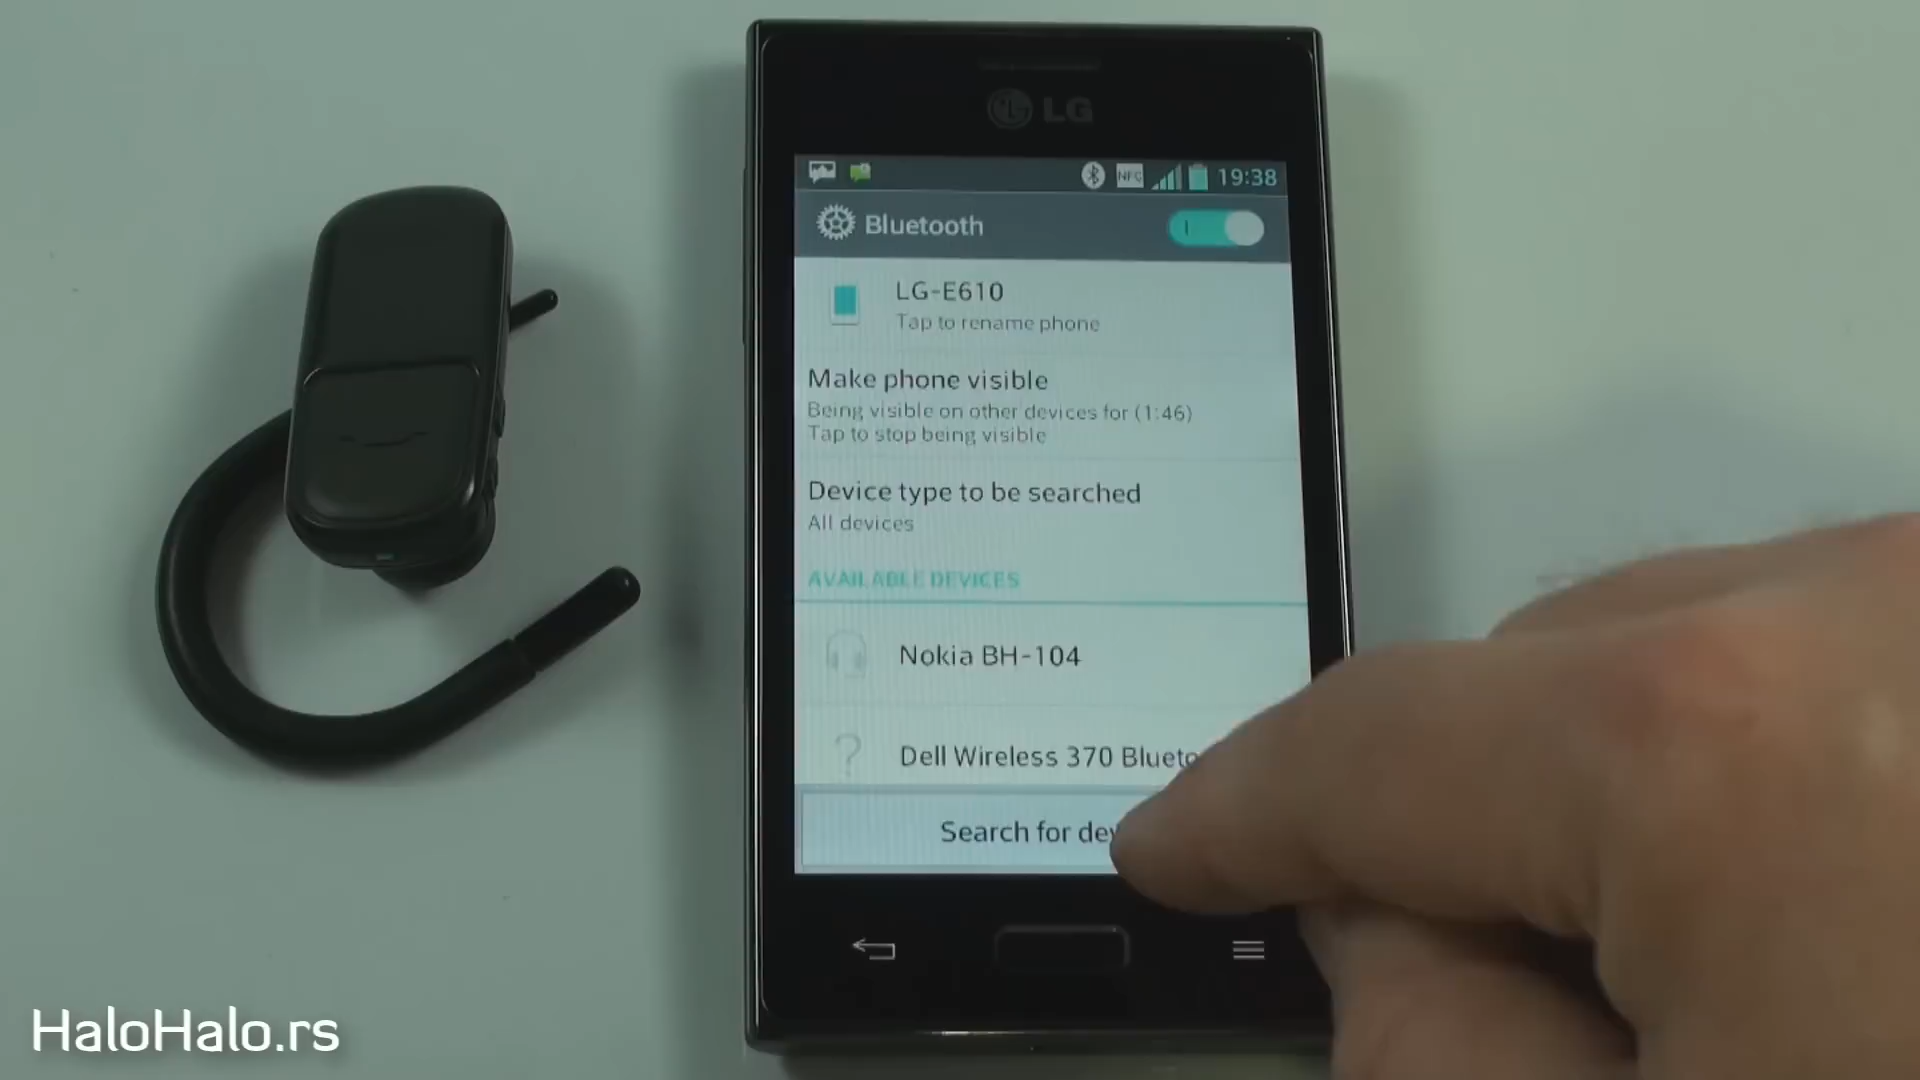 LG
NFC 19:38
Bluetooth
LG-E610
Tap to rename phone
Make phone visible
Being visible on other devices for (1:46)
Tap to stop being visible
Device type to be searched
All devices
AVAILABLE DEVICES
Nokia BH-104
? Dell Wireless 370 Blueto
Search for dev
HaloHalo.rs